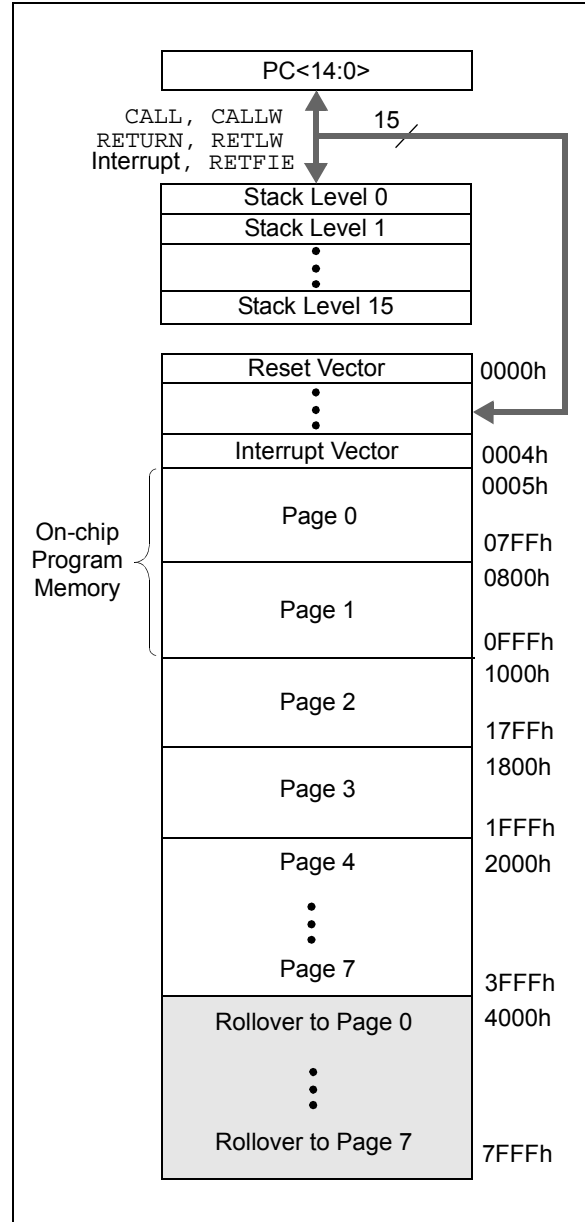 PC<14:0>
CALL, CALLW
RETURN, RETLW
Interrupt, RETFIE
15
Stack Level 0
Stack Level 1
Stack Level 15
Reset Vector
0000h
Interrupt Vector
0004h
On-chip
Program
Memory
0005h
Page 0
07FFh
0800h
Page 1
0FFFh
1000h
Page 2
17FFh
1800h
Page 3
1FFFh
Page 4
2000h
Page 7
3FFFh
Rollover to Page 0
4000h
Rollover to Page 7
7FFFh